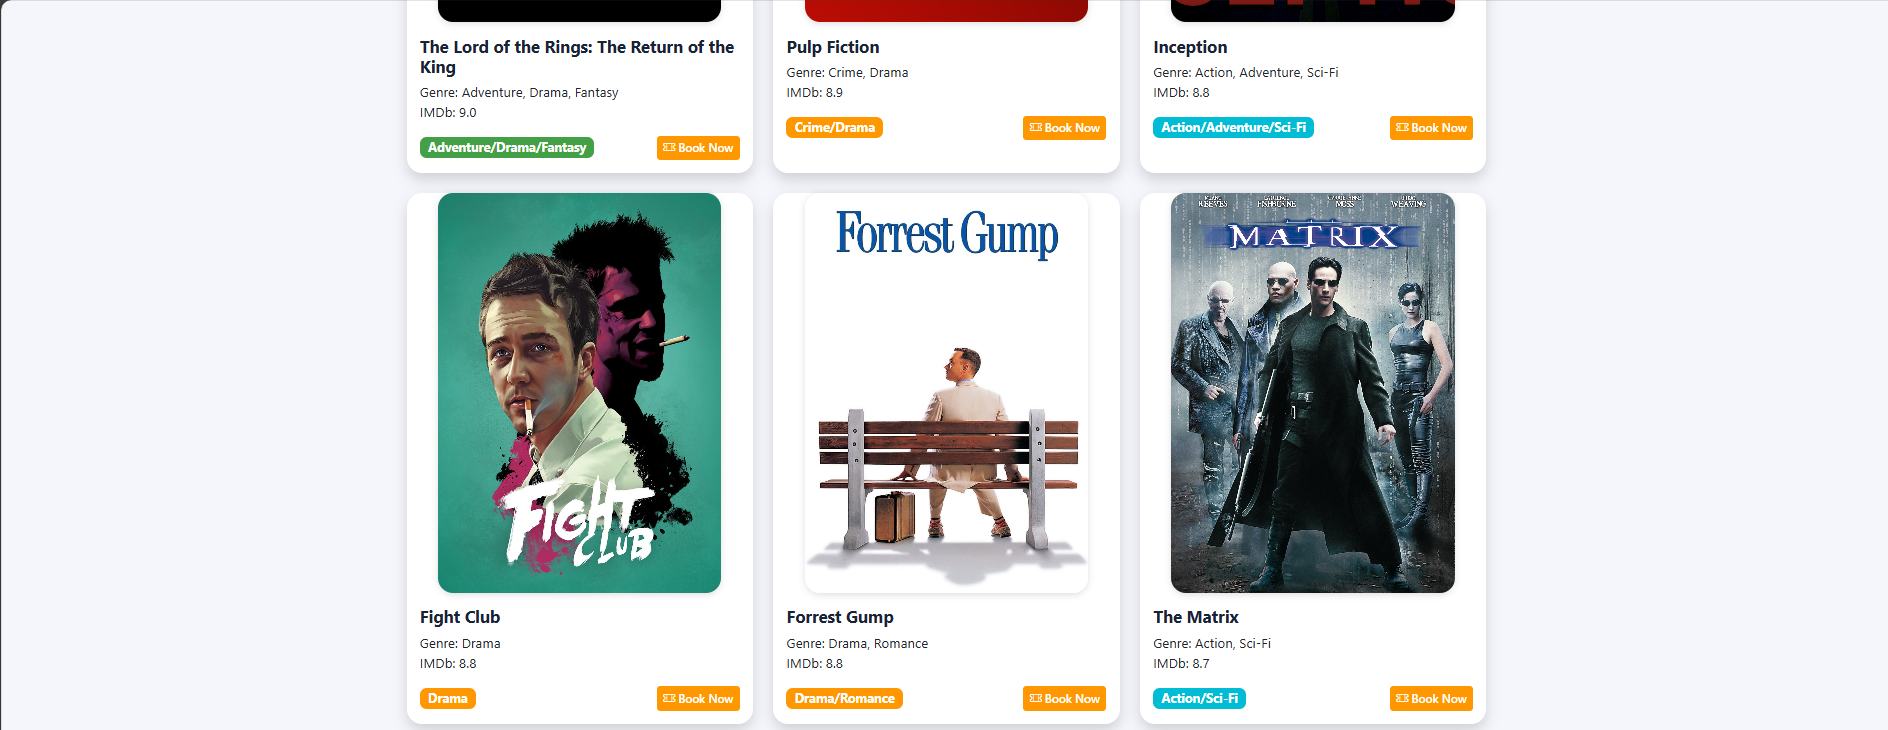 The Lord of the Rings: The Return of the
King
Genre: Adventure, Drama, Fantasy
IMDb: 9.0
Adventure/Drama/Fantasy
Book Now
Pulp Fiction
Genre: Crime, Drama
IMDb: 8.9
Crime/Drama
Book Now
Inception
Genre: Action, Adventure, Sci-Fi
IMDb: 8.8
Action/Adventure/Sci-Fi
Book Now
FIGHT
CLUB
Fight Club
Genre: Drama
IMDb: 8.8
Drama
Book Now
Forrest Gump
Forrest Gump
Genre: Drama, Romance
IMDb: 8.8
Drama/Romance
Book Now
REEVES FISHBURNE MOSS WEAVING
MATRIX
The Matrix
Genre: Action, Sci-Fi
IMDb: 8.7
Action/Sci-Fi
Book Now